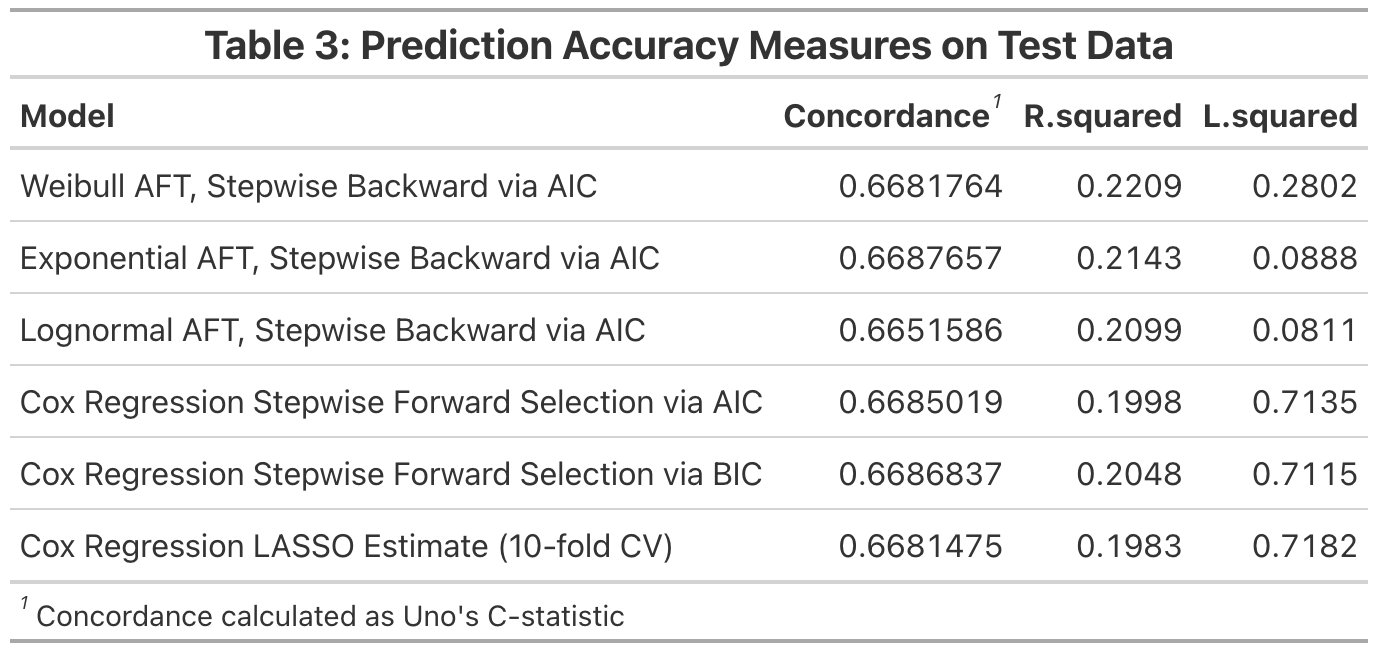 Table 3: Prediction Accuracy Measures on Test Data
Model Concordance1 R.squared L.squared
Weibull AFT, Stepwise Backward via AIC 0.6681764 0.2209 0.2802
Exponential AFT, Stepwise Backward via AIC 0.6687657 0.2143 0.0888
Lognormal AFT, Stepwise Backward via AIC 0.6651586 0.2099 0.0811
Cox Regression Stepwise Forward Selection via AIC 0.6685019 0.1998 0.7135
Cox Regression Stepwise Forward Selection via BIC 0.6686837 0.2048 0.7115
Cox Regression LASSO Estimate (10-fold CV) 0.6681475 0.1983 0.7182
1 Concordance calculated as Uno's C-statistic